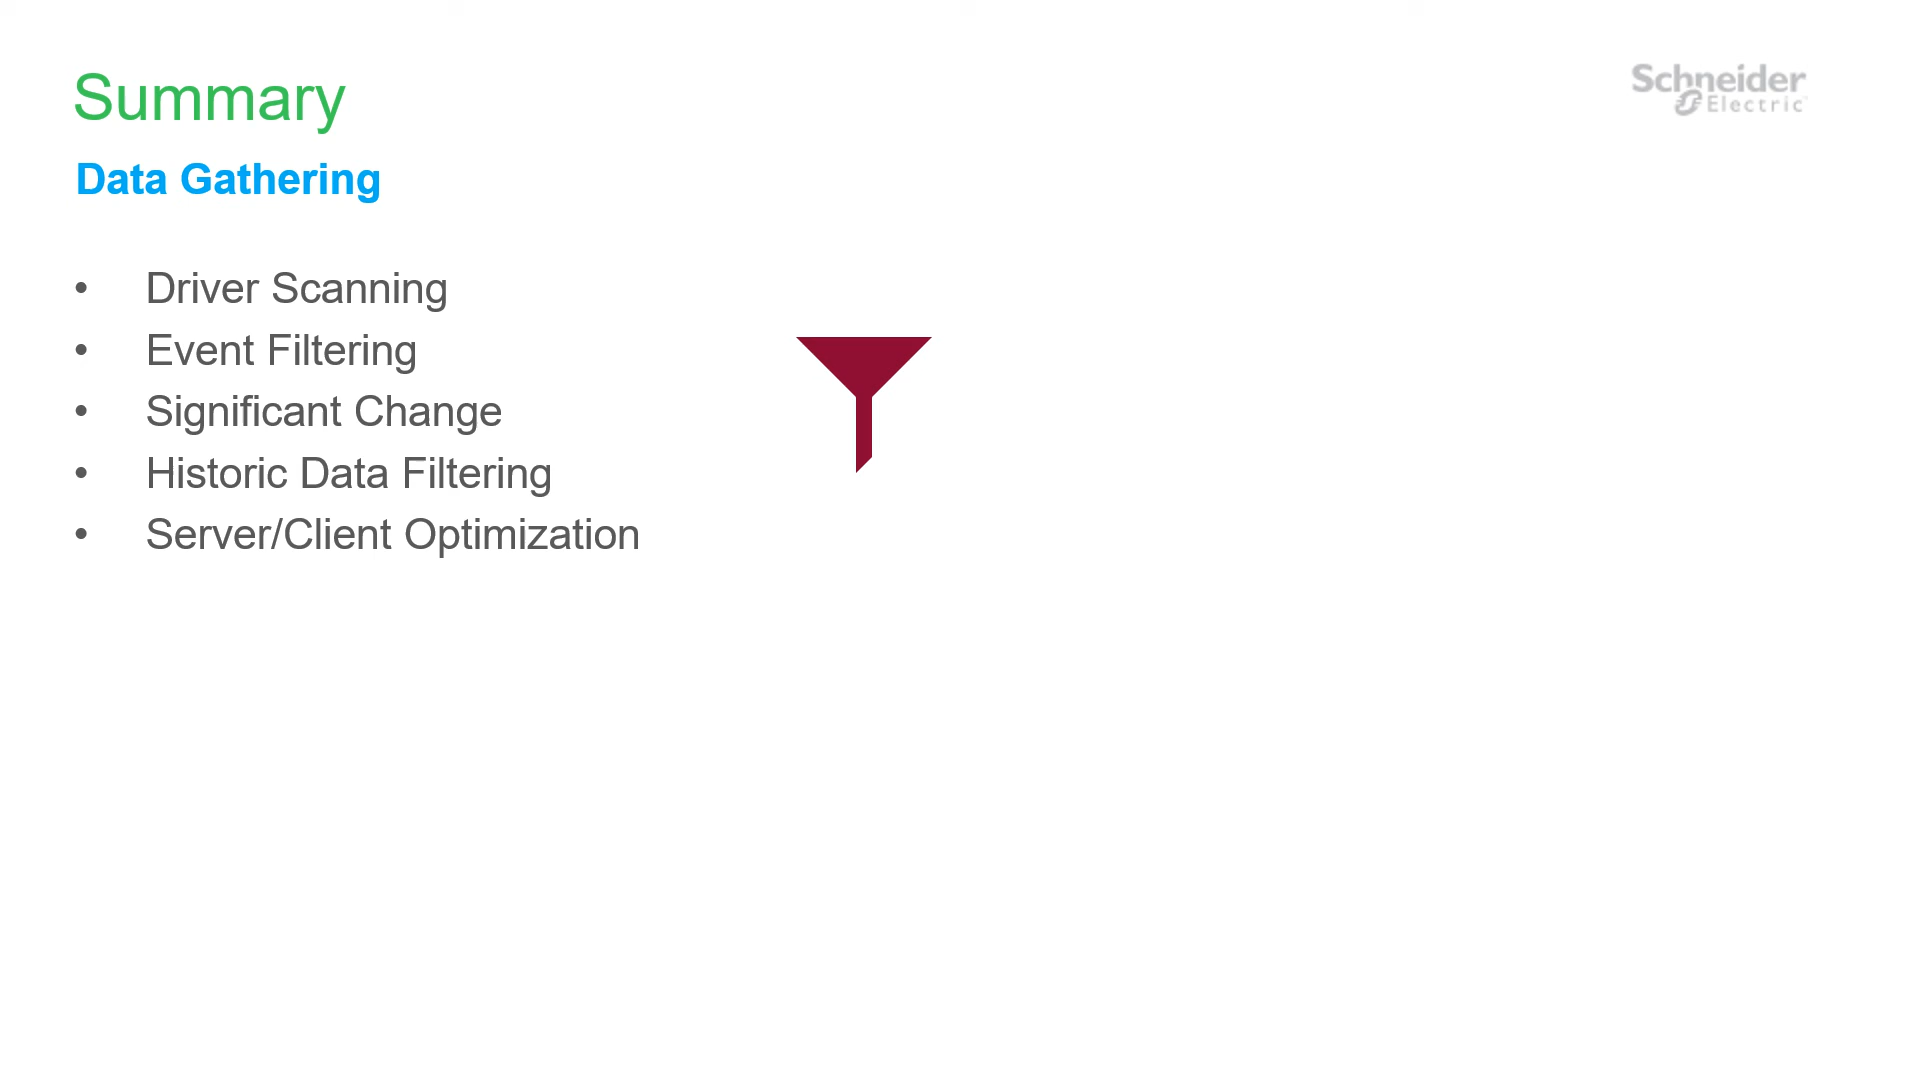 Summary
Schneider
Electric
Data Gathering
• Driver Scanning
• Event Filtering
• Significant Change
• Historic Data Filtering
• Server/Client Optimization